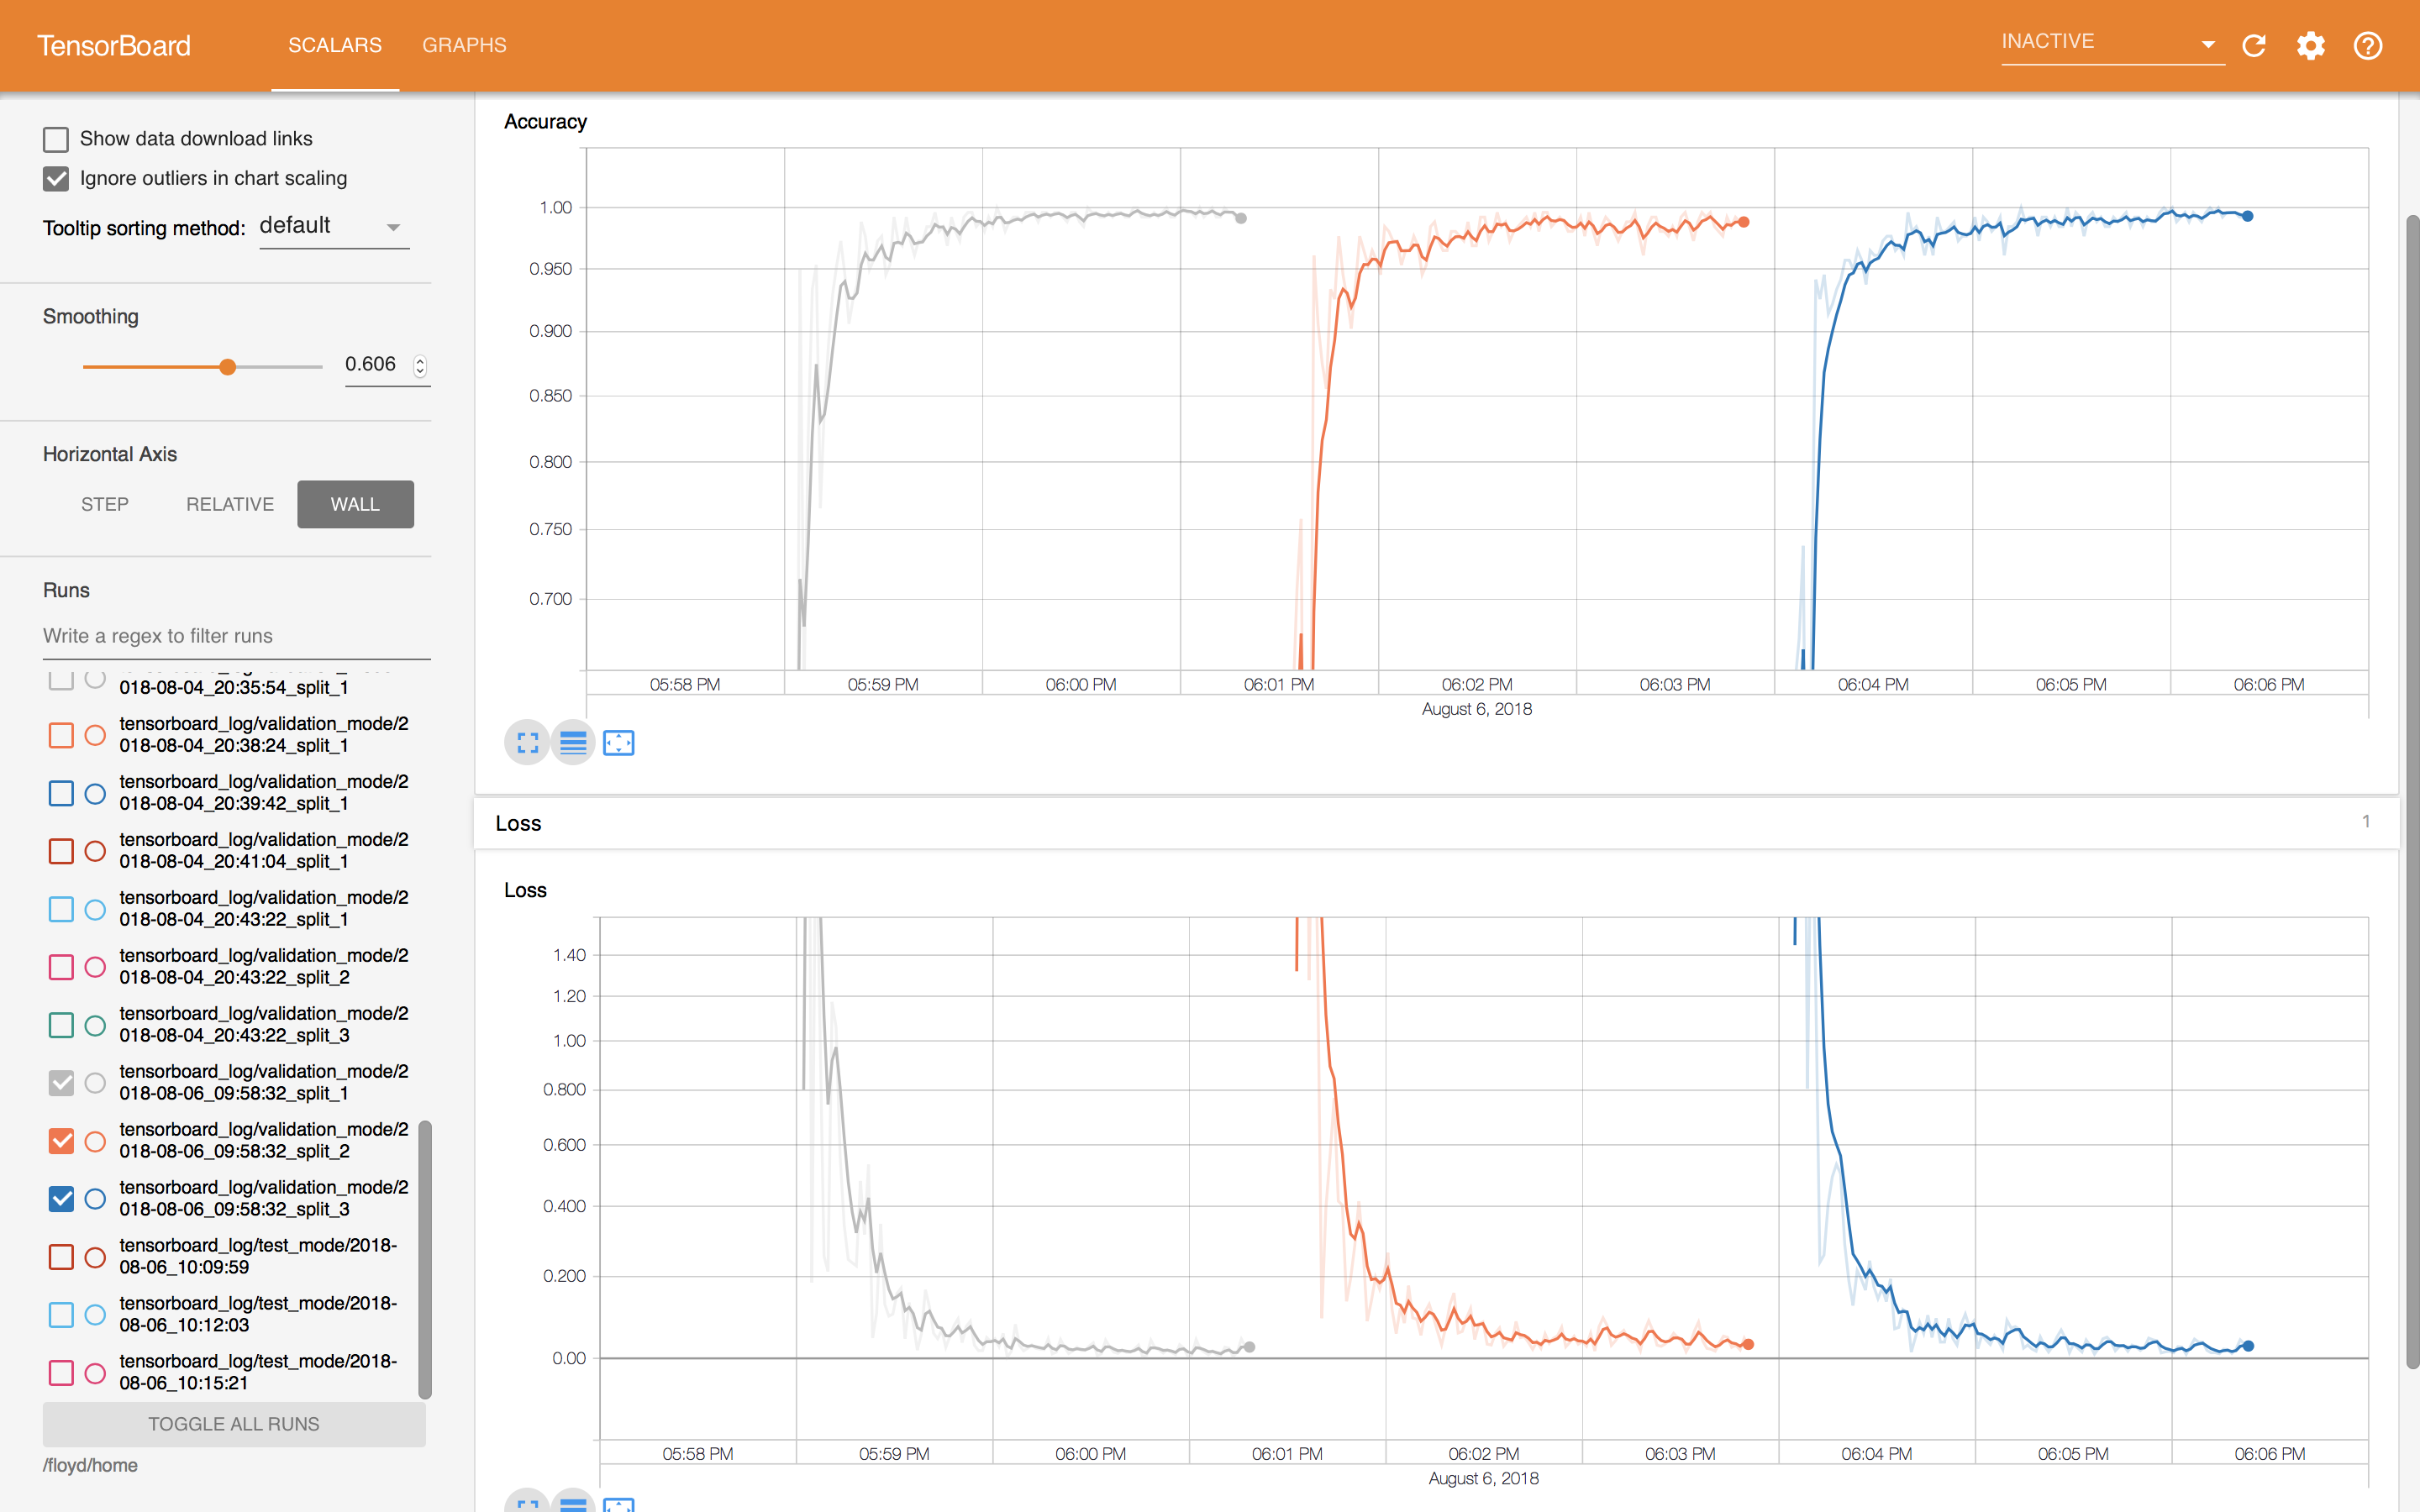 TensorBoard
SCALARS
GRAPHS
INACTIVE
Show data download links
Ignore outliers in chart scaling
Tooltip sorting method: default
Smoothing
0.606
Horizontal Axis
STEP
RELATIVE
WALL
Runs
Write a regex to filter runs
018-08-04_20:35:54_split_1
tensorboard_log/validation_mode/2
018-08-04_20:38:24_split_1
tensorboard_log/validation_mode/2
018-08-04_20:39:42_split_1
tensorboard_log/validation_mode/2
018-08-04_20:41:04_split_1
tensorboard_log/validation_mode/2
018-08-04_20:43:22_split_1
tensorboard_log/validation_mode/2
018-08-04_20:43:22_split_2
tensorboard_log/validation_mode/2
018-08-04_20:43:22_split_3
tensorboard_log/validation_mode/2
018-08-06_09:58:32_split_1
tensorboard_log/validation_mode/2
018-08-06_09:58:32_split_2
tensorboard_log/validation_mode/2
018-08-06_09:58:32_split_3
tensorboard_log/test_mode/2018-
08-06_10:09:59
tensorboard_log/test_mode/2018-
08-06_10:12:03
tensorboard_log/test_mode/2018-
08-06_10:15:21
TOGGLE ALL RUNS
/floyd/home
Accuracy
1.00
0.950
0.900
0.850
0.800
0.750
0.700
05:58 PM
05:59 PM
06:00 PM
06:01 PM
06:02 PM
06:03 PM
06:04 PM
06:05 PM
06:06 PM
August 6, 2018
Loss
1
Loss
1.40
1.20
1.00
0.800
0.600
0.400
0.200
0.00
05:58 PM
05:59 PM
06:00 PM
06:01 PM
06:02 PM
06:03 PM
06:04 PM
06:05 PM
06:06 PM
August 6, 2018